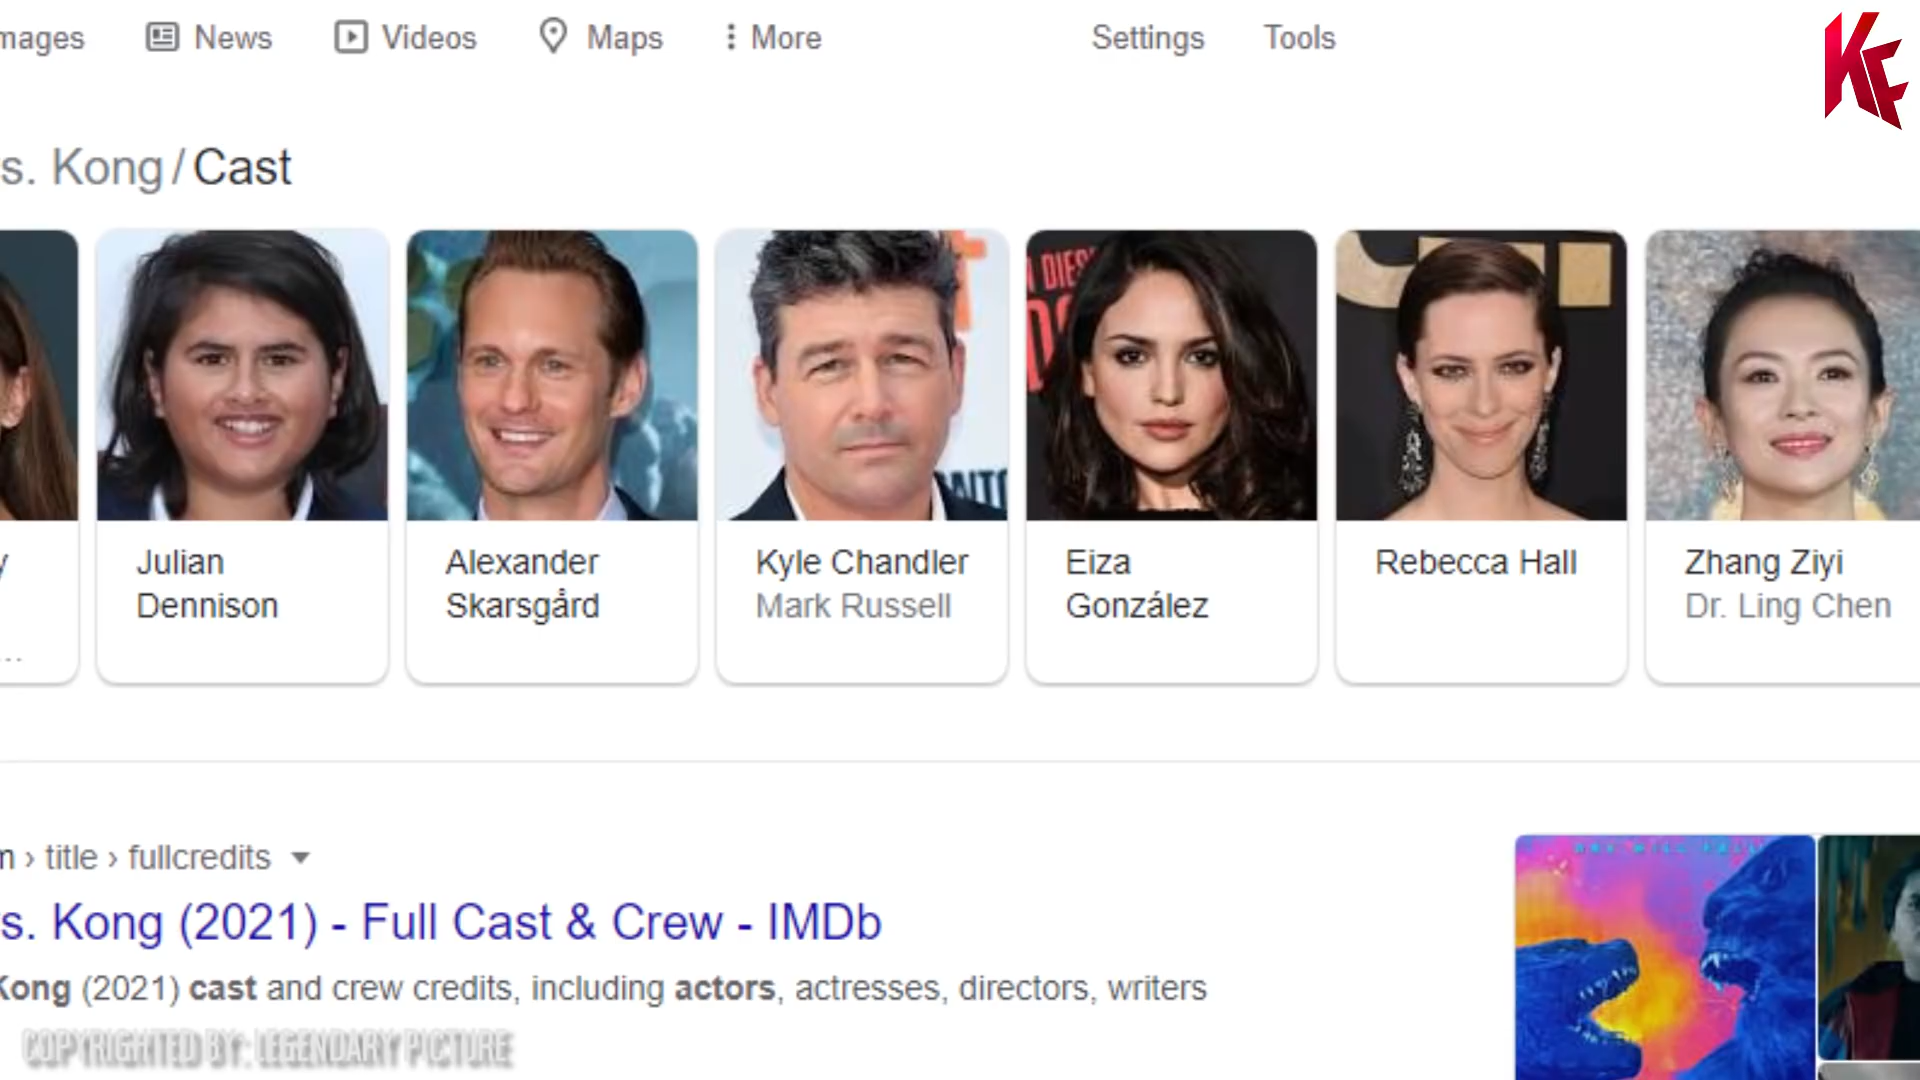 mages News Videos Maps More Settings Tools
KF
s. Kong / Cast
N DIES
y
Julian
Dennison
Alexander
Skarsgård
Kyle Chandler
Mark Russell
Eiza
González
Rebecca Hall
Zhang Ziyi
Dr. Ling Chen
...
m › title › fullcredits
s. Kong (2021) - Full Cast & Crew - IMDb
Kong (2021) cast and crew credits, including actors, actresses, directors, writers
COPYRIGHTED BY: LEGENDARY PICTURE